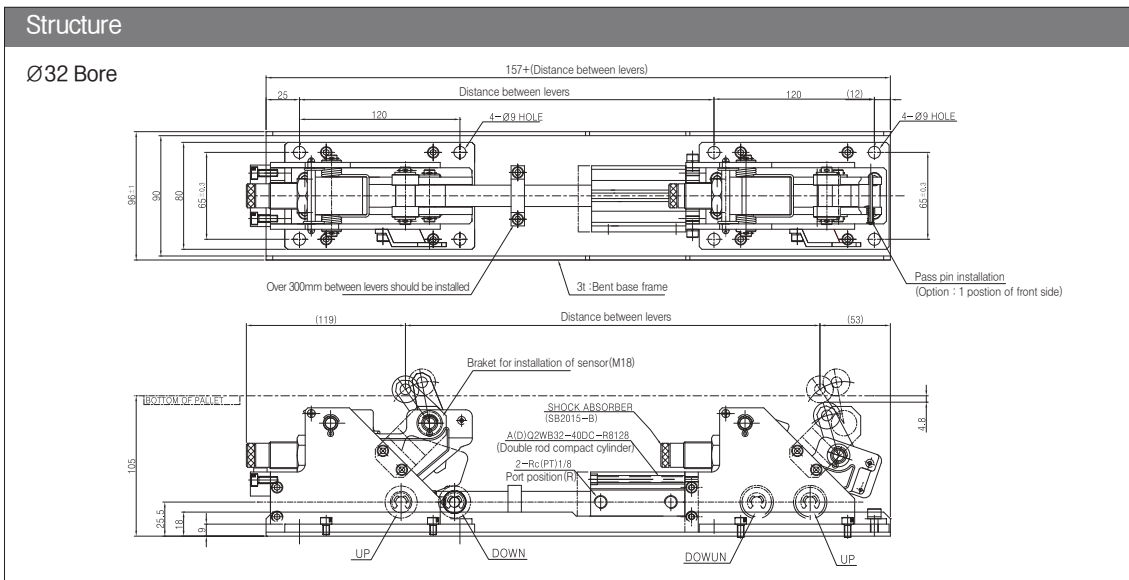 Structure
Ø32 Bore
157+(Distance between levers)
25
Distance between levers
120
(12)
120
4-Ø9 HOLE
4-Ø9 HOLE
96±1
90
80
65±0.3
65±0.3
Over 300mm between levers should be installed
3t :Bent base frame
Pass pin installation
(Option : 1 postion of front side)
(119)
Distance between levers
(53)
Braket for installation of sensor(M18)
BOTTOM OF PALLET
SHOCK ABSORBER
(SB2015-B)
4.8
A(D)Q2WB32-40DC-R8128
(Double rod compact cylinder)
2-Rc(PT)1/8
Port position(R)
105
25.5
18
9
UP
DOWN
DOWUN
UP